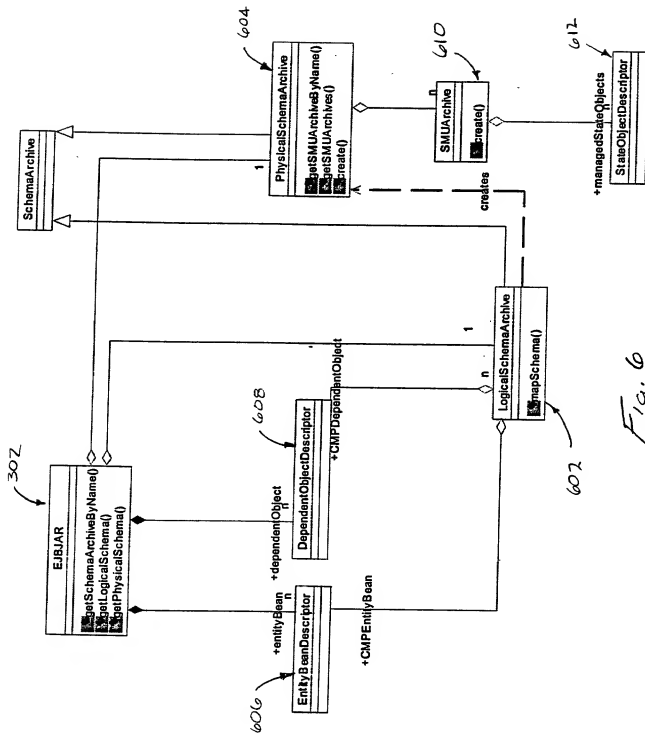 SchemaArchive
302
EJBJAR
getSchemaArchiveByName()
getLogicalSchema()
getPhysicalSchema()
604
PhysicalSchemaArchive
getSMUArchiveByName()
getSMUArchives()
create()
1
n
610
SMUArchive
create()
+managedStateObjects
n
612
StateObjectDescriptor
creates
+entityBean
n
606
EntityBeanDescriptor
+CMPEntityBean
+dependentObject
n
608
DependentObjectDescriptor
+CMPDependentObject
n
1
LogicalSchemaArchive
mapSchema()
602
Fig. 6